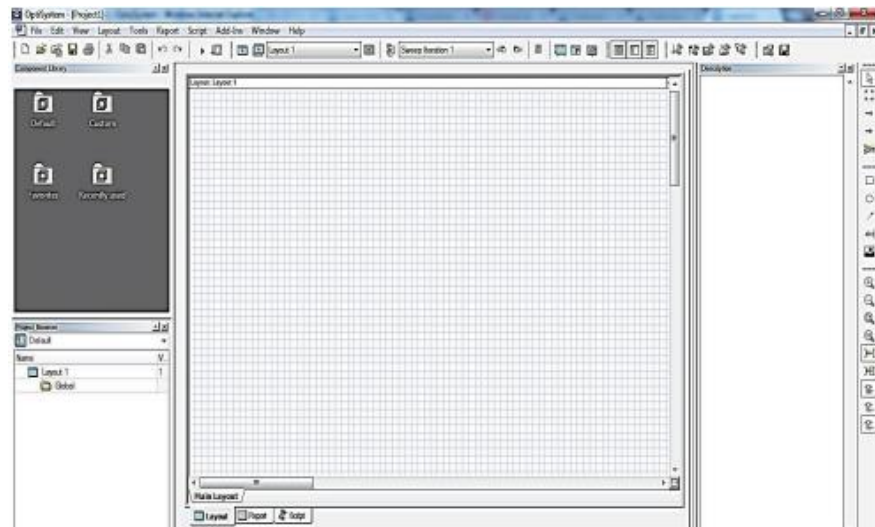 OptiSystem - [Project1]
File Edit View Layout Tools Report Script Add-Ins Window Help
Layout 1 Sweep Iteration 1
Component Library
Description
Layout: Layout 1
Default Custom
Favorites Recently used
Project Browser
Default
Name V..
Layout 1 1
Global
Main Layout
Layout Report Script